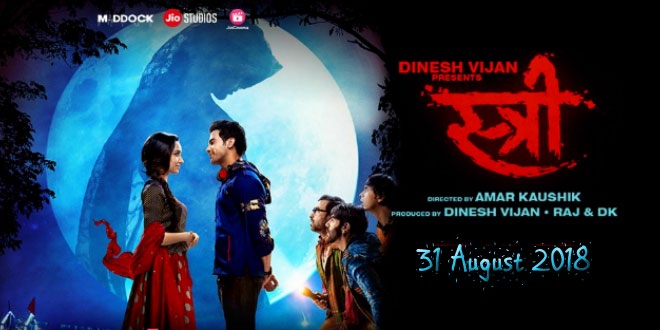 MADDOCK
Jio STUDIOS
JioCinema
DINESH VIJAN
PRESENTS
स्त्री
DIRECTED BY AMAR KAUSHIK
PRODUCED BY DINESH VIJAN • RAJ & DK
31 August 2018